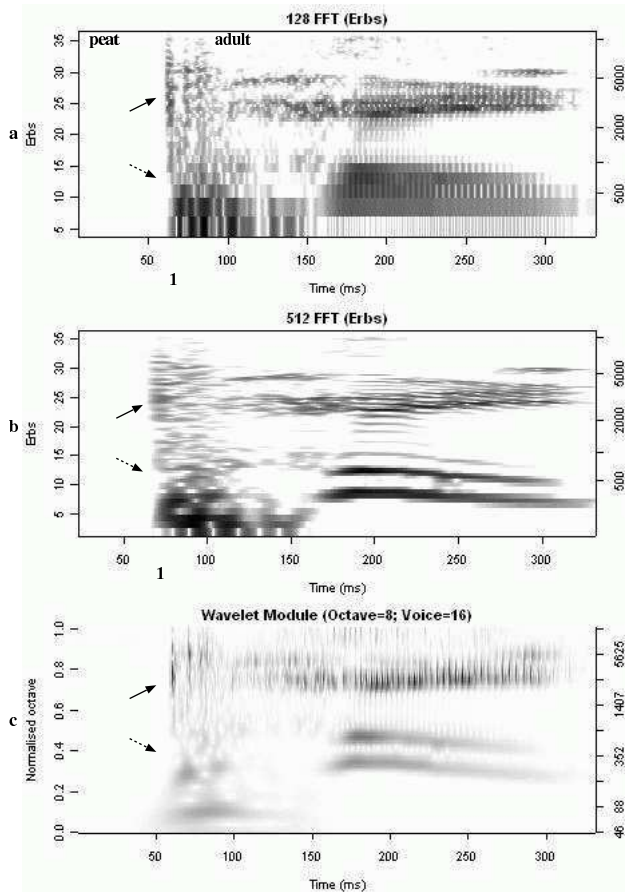 128 FFT (Erbs)
peat adult
a
Erbs
35
30
25
20
15
10
5
5000
2000
500
50 100 150 200 250 300
1
Time (ms)
512 FFT (Erbs)
b
Erbs
35
30
25
20
15
10
5
5000
2000
500
50 100 150 200 250 300
1
Time (ms)
Wavelet Module (Octave=8; Voice=16)
c
Normalised octave
1.0
0.8
0.6
0.4
0.2
0.0
5625
1407
352
88
46
50 100 150 200 250 300
Time (ms)